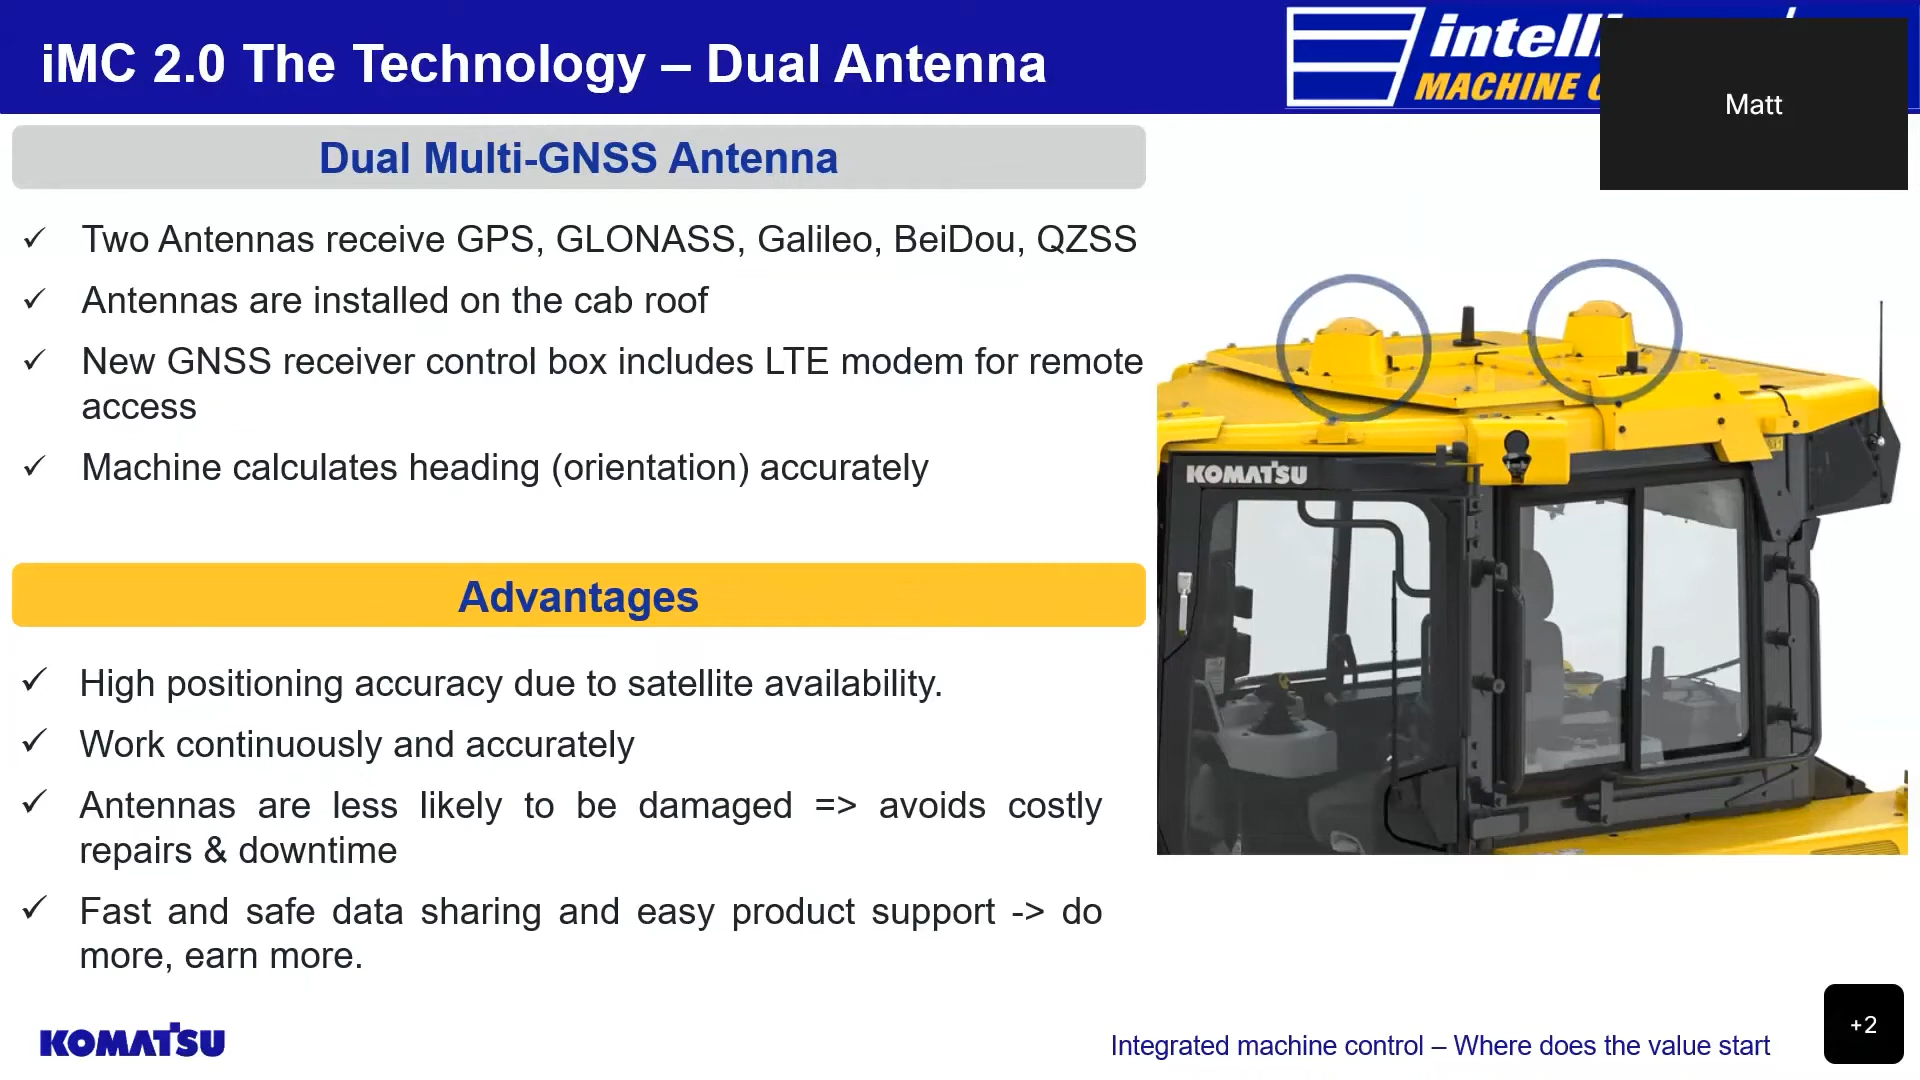 iMC 2.0 The Technology – Dual Antenna
MACHINE
Matt
Dual Multi-GNSS Antenna
✓ Two Antennas receive GPS, GLONASS, Galileo, BeiDou, QZSS
✓ Antennas are installed on the cab roof
✓ New GNSS receiver control box includes LTE modem for remote
access
✓ Machine calculates heading (orientation) accurately
KOMATSU
Advantages
✓ High positioning accuracy due to satellite availability.
✓ Work continuously and accurately
✓ Antennas are less likely to be damaged => avoids costly
repairs & downtime
✓ Fast and safe data sharing and easy product support -> do
more, earn more.
KOMATSU
Integrated machine control – Where does the value start
+2